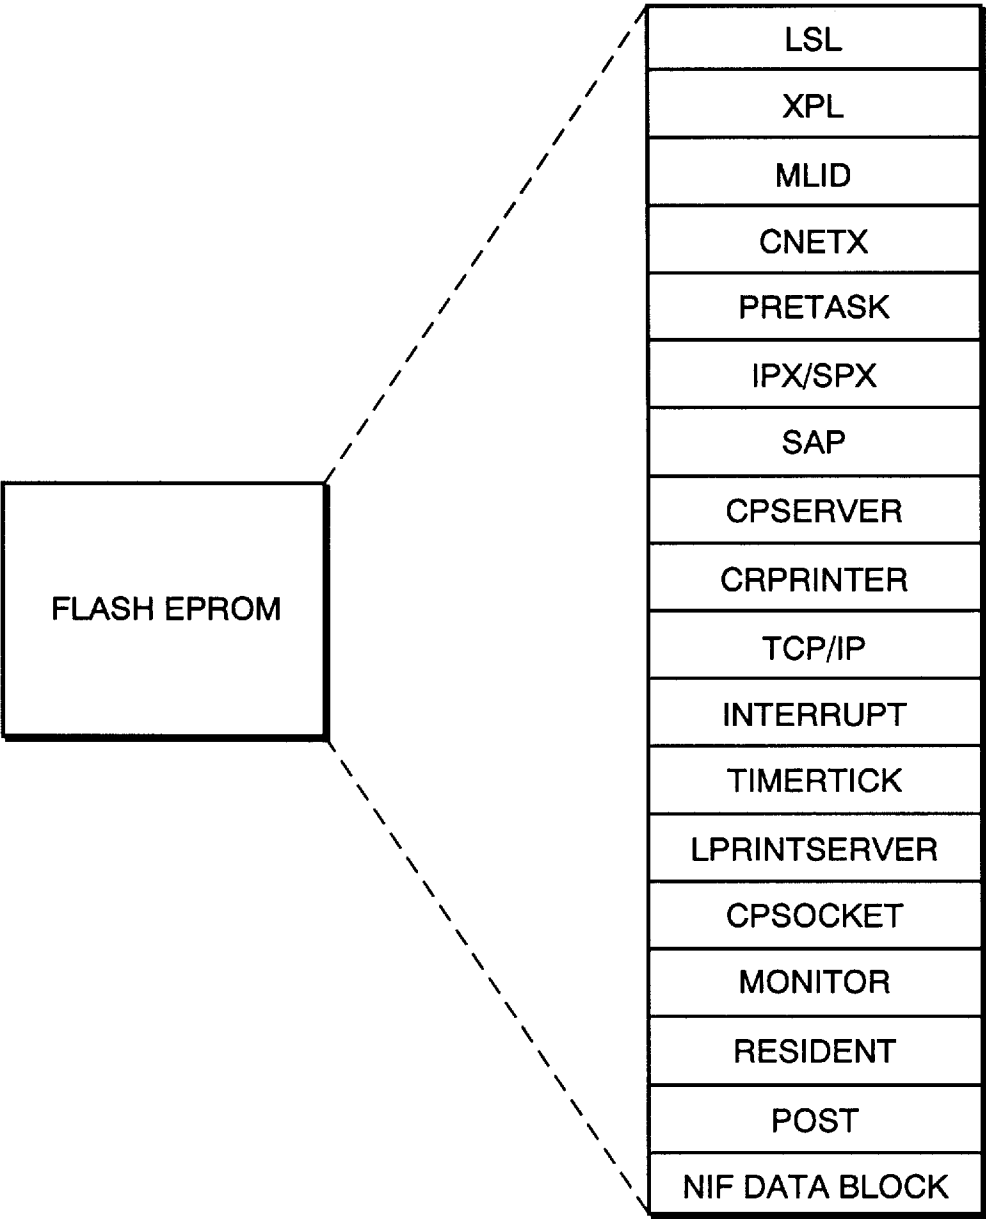 LSL
XPL
MLID
CNETX
PRETASK
IPX/SPX
SAP
CPSERVER
CRPRINTER
FLASH EPROM
TCP/IP
INTERRUPT
TIMERTICK
LPRINTSERVER
CPSOCKET
MONITOR
RESIDENT
POST
NIF DATA BLOCK